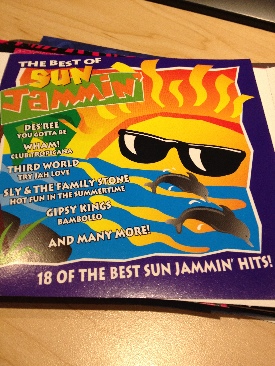 THE BEST OF
SUN
Jammin'
DES'REE
YOU GOTTA BE
WHAM!
CLUB TROPICANA
THIRD WORLD
TRY JAH LOVE
SLY & THE FAMILY STONE
HOT FUN IN THE SUMMERTIME
GIPSY KINGS
BAMBOLEO
AND MANY MORE!
18 OF THE BEST SUN JAMMIN' HITS!